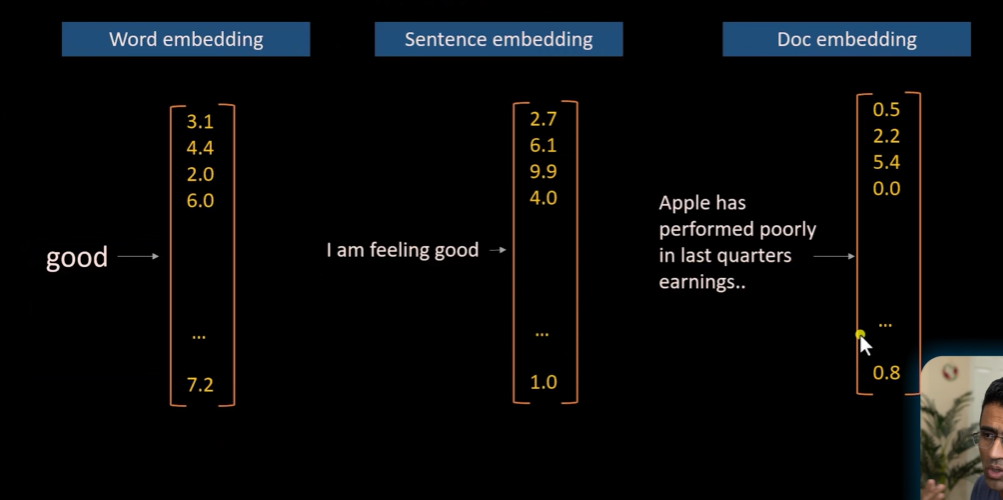 Word embedding
Sentence embedding
Doc embedding
good
3.1
4.4
2.0
6.0
...
7.2
I am feeling good
2.7
6.1
9.9
4.0
...
1.0
Apple has
performed poorly
in last quarters
earnings..
0.5
2.2
5.4
0.0
...
0.8